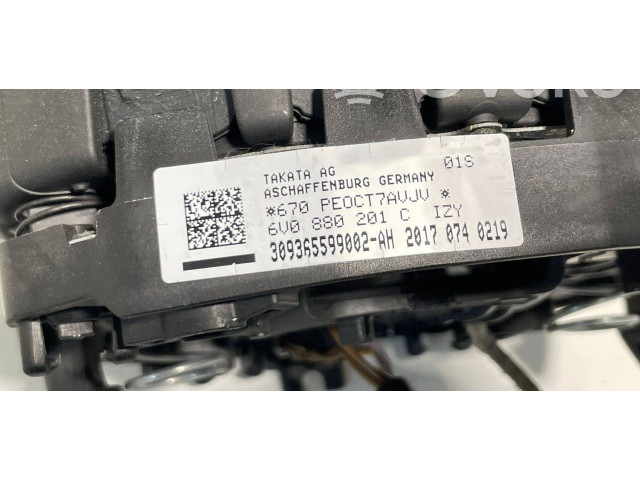 TAKATA AG 01S
ASCHAFFENBURG GERMANY
*670 PEOCT7AVJV *
6V0 880 201 C IZY
309365599002-AH 2017 074 0219